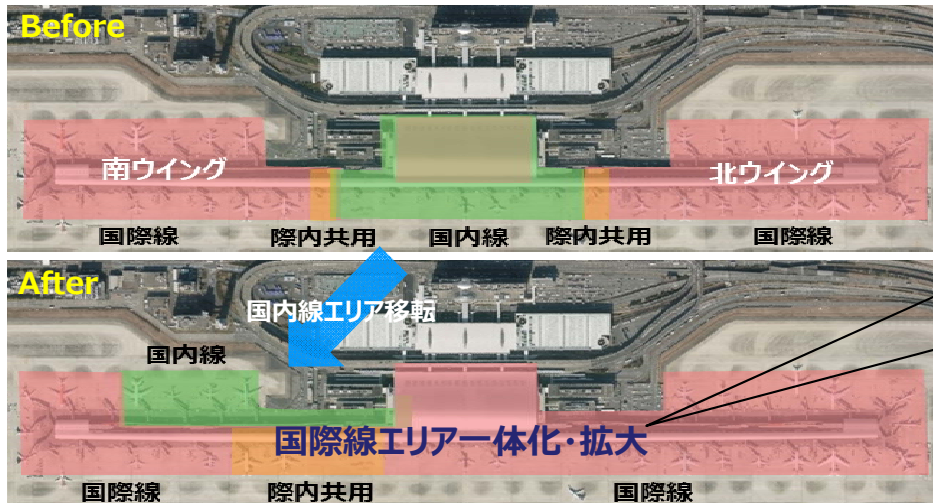 Before
南ウイング
北ウイング
国際線
際内共用
国内線
際内共用
国際線
After
国内線エリア移転
国内線
国際線エリア一体化・拡大
国際線
際内共用
国際線